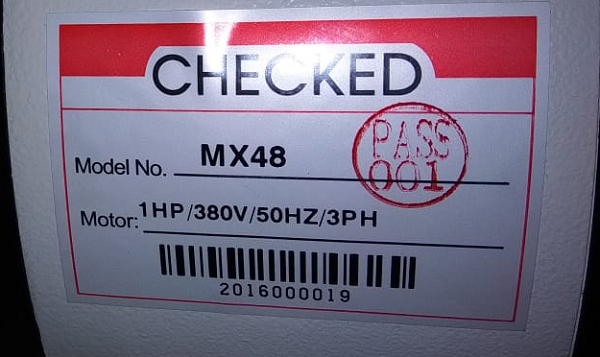 CHECKED
PASS
001
Model No. MX48
Motor: 1HP/380V/50HZ/3PH
2016000019